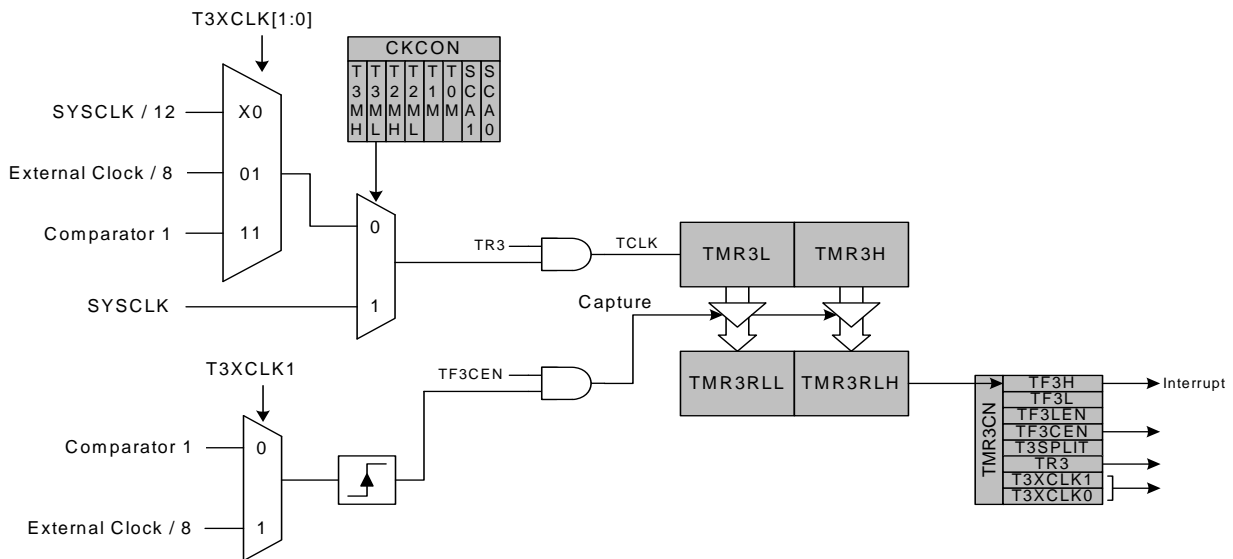 T3XCLK[1:0]
CKCON
T3MH T3ML T2MH T2ML T1M T0M SCA1 SCA0
SYSCLK / 12
X0
External Clock / 8
01
Comparator 1
11
0
TR3
TCLK
TMR3L
TMR3H
SYSCLK
1
Capture
T3XCLK1
TF3CEN
TMR3RLL
TMR3RLH
TMR3CN
TF3H
Interrupt
TF3L
TF3LEN
TF3CEN
T3SPLIT
TR3
T3XCLK1
T3XCLK0
Comparator 1
0
External Clock / 8
1